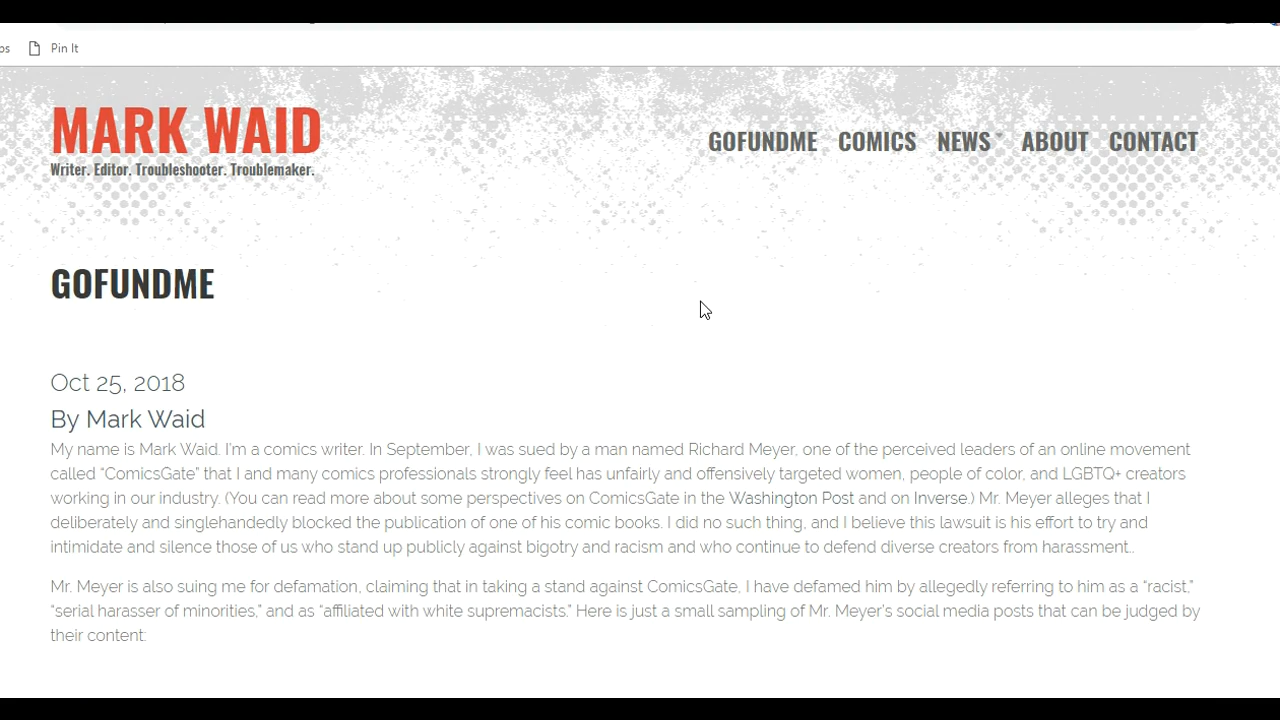 Pin It
MARK WAID
Writer. Editor. Troubleshooter. Troublemaker.
GOFUNDME COMICS NEWS ABOUT CONTACT
GOFUNDME
Oct 25, 2018
By Mark Waid
My name is Mark Waid. I'm a comics writer. In September, I was sued by a man named Richard Meyer, one of the perceived leaders of an online movement
called “ComicsGate” that I and many comics professionals strongly feel has unfairly and offensively targeted women, people of color, and LGBTQ+ creators
working in our industry. (You can read more about some perspectives on ComicsGate in the Washington Post and on Inverse.) Mr. Meyer alleges that I
deliberately and singlehandedly blocked the publication of one of his comic books. I did no such thing, and I believe this lawsuit is his effort to try and
intimidate and silence those of us who stand up publicly against bigotry and racism and who continue to defend diverse creators from harassment..
Mr. Meyer is also suing me for defamation, claiming that in taking a stand against ComicsGate, I have defamed him by allegedly referring to him as a “racist,”
“serial harasser of minorities,” and as “affiliated with white supremacists.” Here is just a small sampling of Mr. Meyer's social media posts that can be judged by
their content: